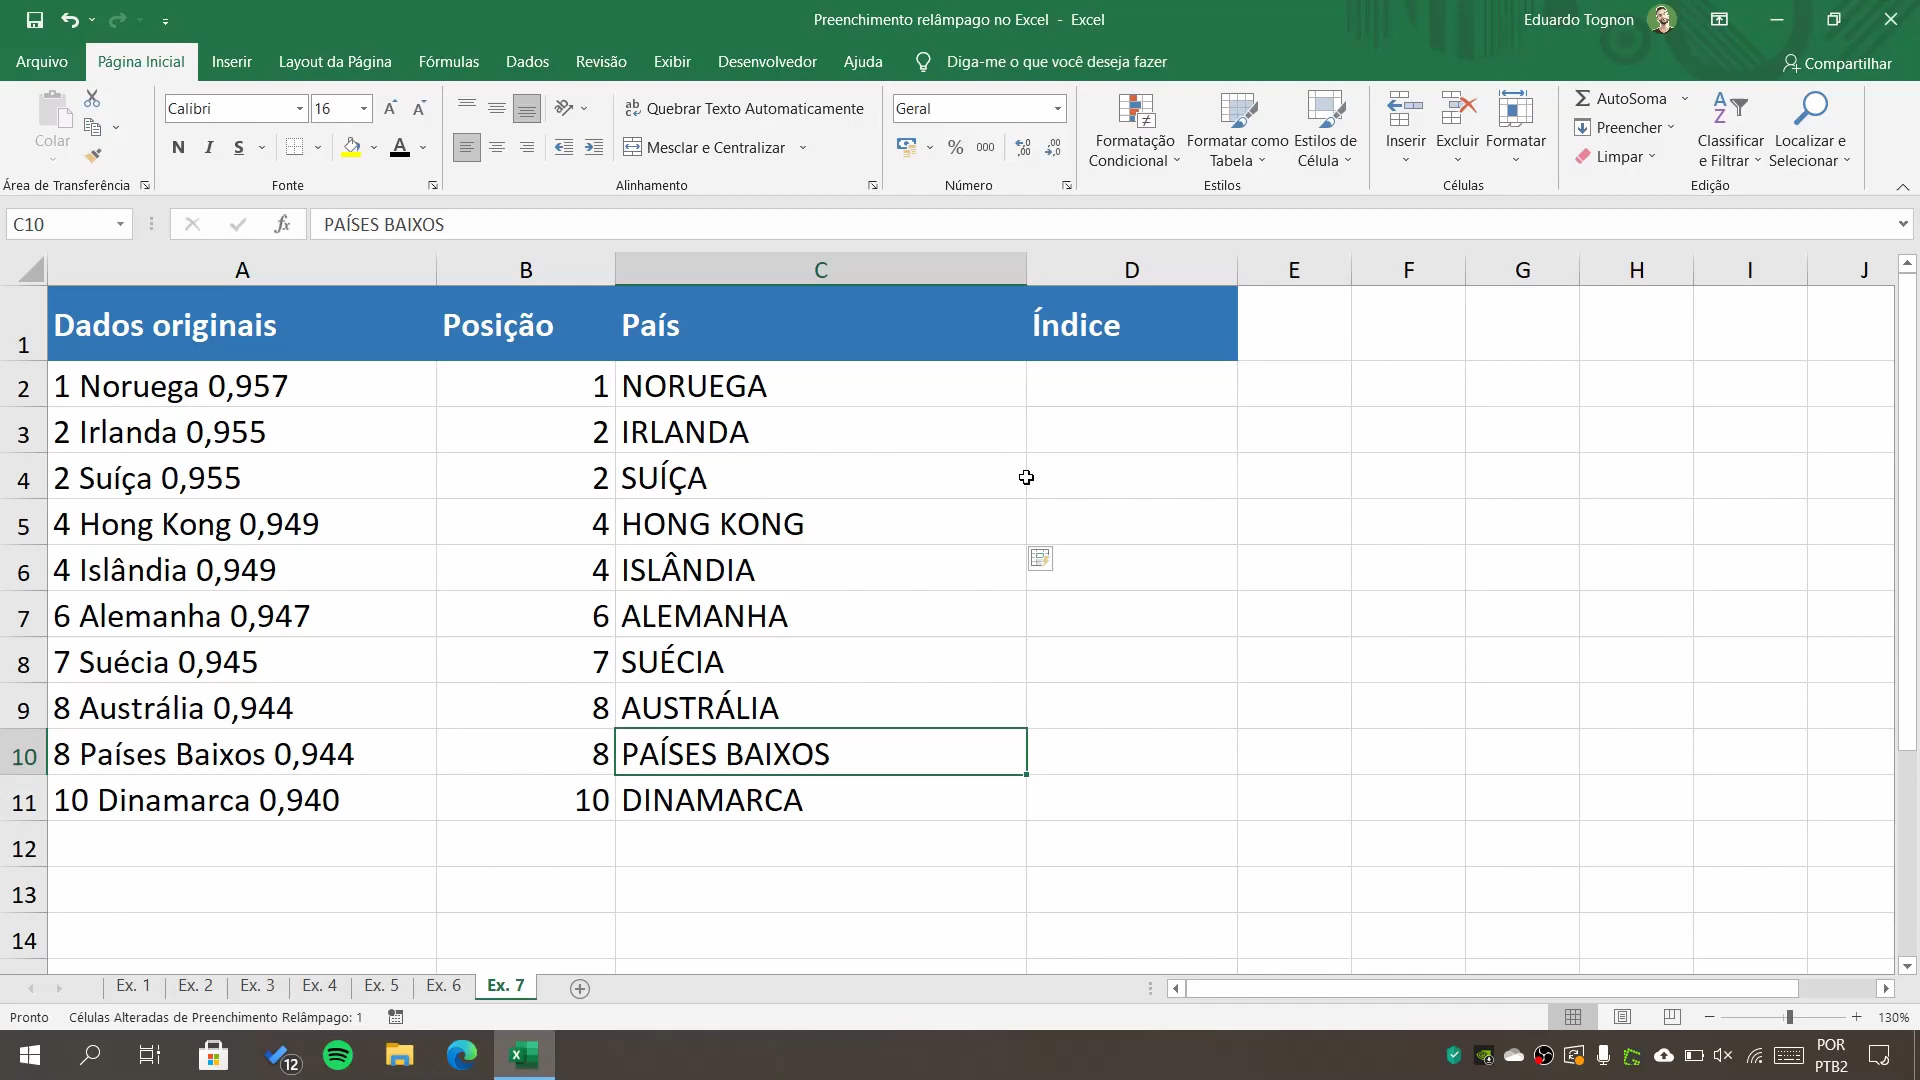 Preenchimento relâmpago no Excel - Excel
Eduardo Tognon
Arquivo Página Inicial Inserir Layout da Página Fórmulas Dados Revisão Exibir Desenvolvedor Ajuda Diga-me o que você deseja fazer Compartilhar
Colar
Área de Transferência
Calibri 16
N I S
Fonte
Quebrar Texto Automaticamente
Mesclar e Centralizar
Alinhamento
Geral
% 000
Número
Formatação Condicional
Formatar como Tabela
Estilos de Célula
Estilos
Inserir Excluir Formatar
Células
AutoSoma
Preencher
Limpar
Classificar e Filtrar
Localizar e Selecionar
Edição
C10 fx PAÍSES BAIXOS
A B C D E F G H I J
1 Dados originais Posição País Índice
2 1 Noruega 0,957 1 NORUEGA
3 2 Irlanda 0,955 2 IRLANDA
4 2 Suíça 0,955 2 SUÍÇA
5 4 Hong Kong 0,949 4 HONG KONG
6 4 Islândia 0,949 4 ISLÂNDIA
7 6 Alemanha 0,947 6 ALEMANHA
8 7 Suécia 0,945 7 SUÉCIA
9 8 Austrália 0,944 8 AUSTRÁLIA
10 8 Países Baixos 0,944 8 PAÍSES BAIXOS
11 10 Dinamarca 0,940 10 DINAMARCA
12
13
14
Ex. 1 Ex. 2 Ex. 3 Ex. 4 Ex. 5 Ex. 6 Ex. 7
Pronto Células Alteradas de Preenchimento Relâmpago: 1 130%
12
POR
PTB2